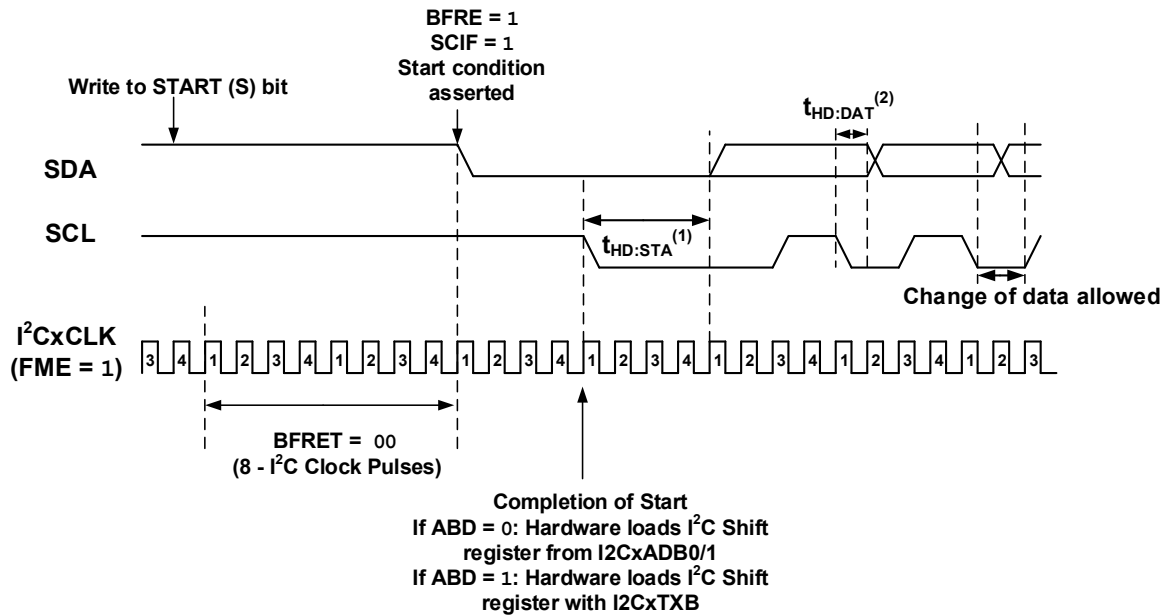 BFRE = 1
SCIF = 1
Start condition
asserted
Write to START (S) bit
tHD:DAT(2)
SDA
SCL
tHD:STA(1)
Change of data allowed
I2CxCLK
(FME = 1)
3 4 1 2 3 4 1 2 3 4 1 2 3 4 1 2 3 4 1 2 3 4 1 2 3 4 1 2 3
BFRET = 00
(8 - I2C Clock Pulses)
Completion of Start
If ABD = 0: Hardware loads I2C Shift
register from I2CxADB0/1
If ABD = 1: Hardware loads I2C Shift
register with I2CxTXB